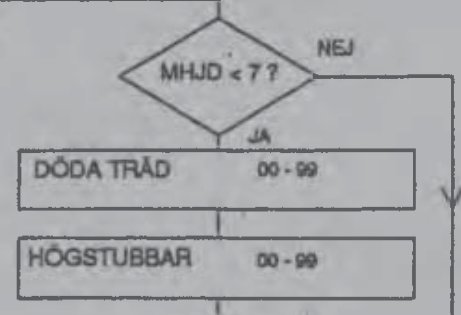 NEJ
MHJD < 7 ?
JA
DÖDA TRÄD 00 - 99
HÖGSTUBBAR 00 - 99